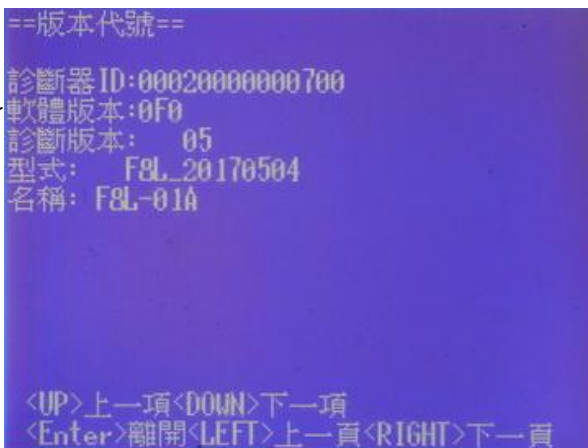 ==版本代號==
診斷器ID:00020000000700
軟體版本:0F0
診斷版本: 05
型式: F8L_20170504
名稱: F8L-01A
<UP>上一項<DOWN>下一項
<Enter>離開<LEFT>上一頁<RIGHT>下一頁